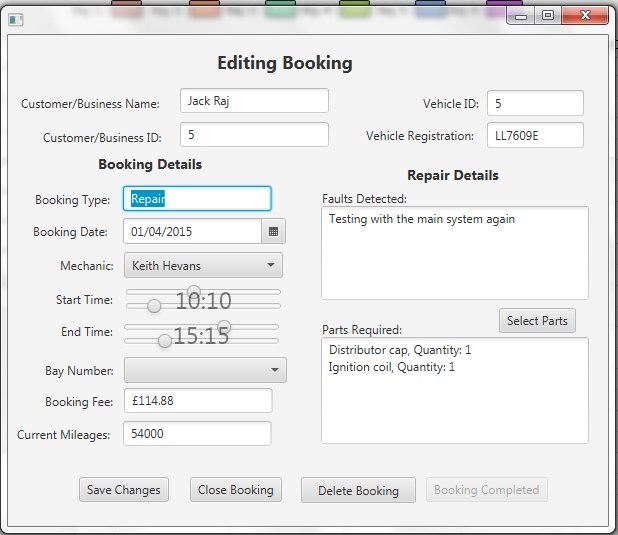 Editing Booking
Customer/Business Name: Jack Raj
Vehicle ID: 5
Customer/Business ID: 5
Vehicle Registration: LL7609E
Booking Details
Repair Details
Booking Type: Repair
Faults Detected:
Testing with the main system again
Booking Date: 01/04/2015
Mechanic: Keith Hevans
Start Time: 10:10
End Time: 15:15
Select Parts
Parts Required:
Distributor cap, Quantity: 1
Ignition coil, Quantity: 1
Bay Number:
Booking Fee: £114.88
Current Mileages: 54000
Save Changes
Close Booking
Delete Booking
Booking Completed